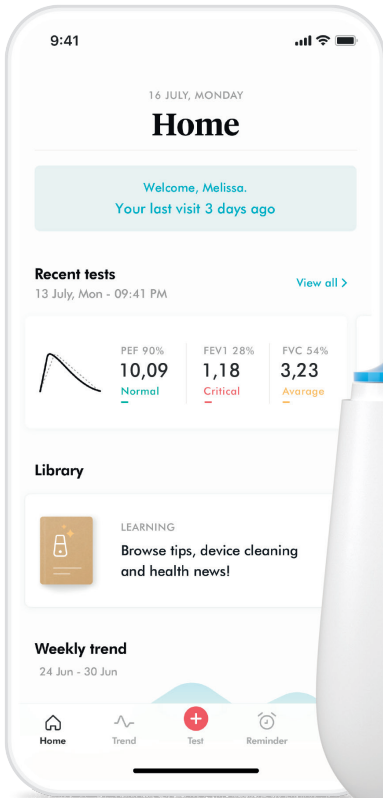 9:41
16 JULY, MONDAY
Home
Welcome, Melissa.
Your last visit 3 days ago
Recent tests
View all >
13 July, Mon - 09:41 PM
PEF 90%
10,09
Normal
FEV1 28%
1,18
Critical
FVC 54%
3,23
Avarage
Library
LEARNING
Browse tips, device cleaning
and health news!
Weekly trend
24 Jun - 30 Jun
Home
Trend
Test
Reminder